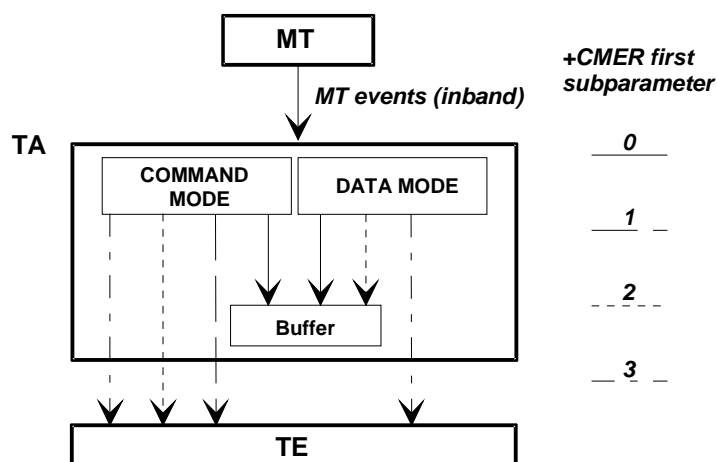 MT
+CMER first
subparameter
MT events (inband)
TA
0
COMMAND
MODE
DATA MODE
1
2
Buffer
3
TE